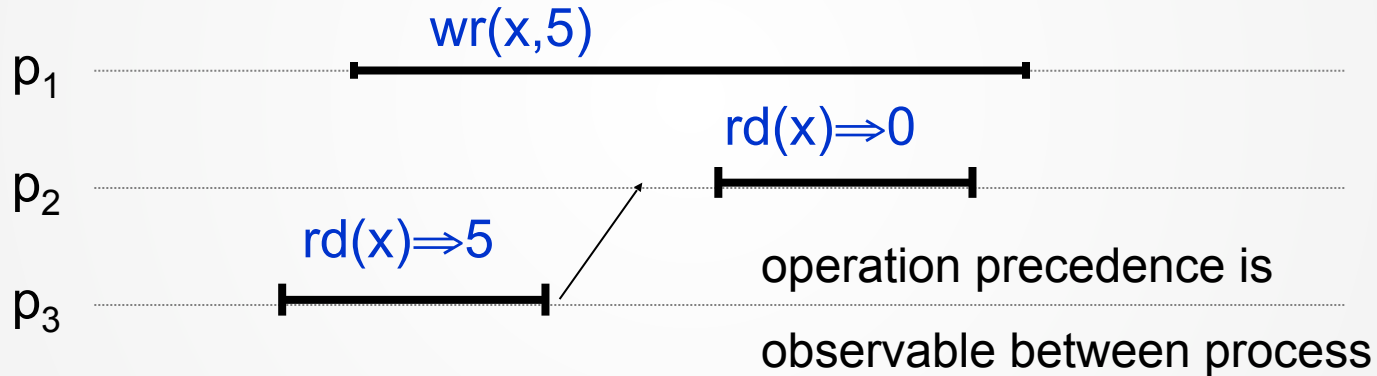 wr(x,5)
p₁
rd(x)⇒0
p₂
rd(x)⇒5
operation precedence is
p₃
observable between process